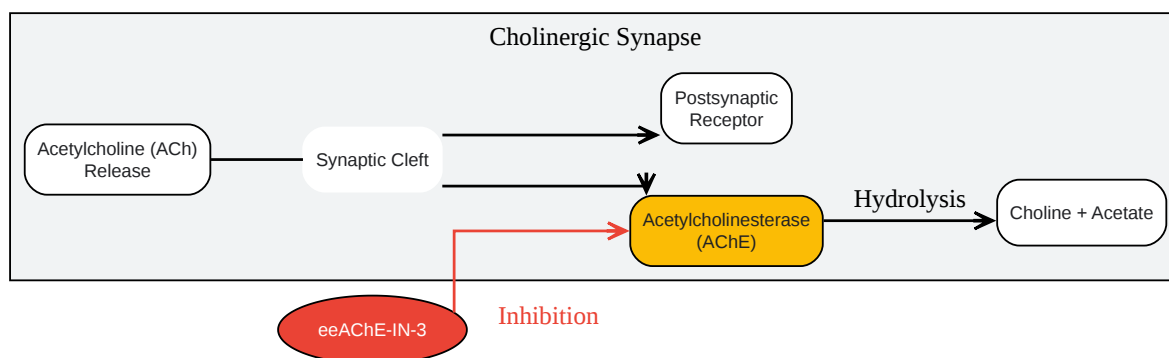 Cholinergic Synapse
Postsynaptic
Receptor
Acetylcholine (ACh)
Release
Synaptic Cleft
Acetylcholinesterase
(AChE)
Hydrolysis
Choline + Acetate
eeAChE-IN-3
Inhibition